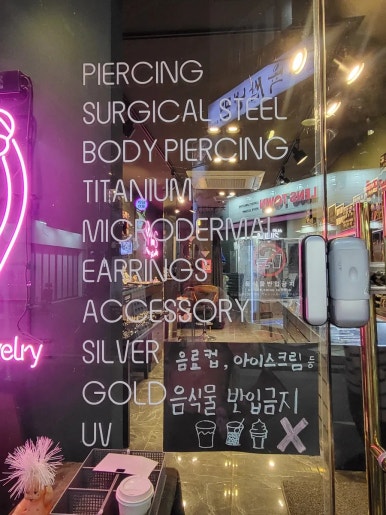 PIERCING
SURGICAL STEEL
BODY PIERCING
TITANIUM
MICRODERMAL
EARRINGS
ACCESSORY
SILVER
GOLD
UV
welry
음료컵, 아이스크림 등
음식물 반입금지